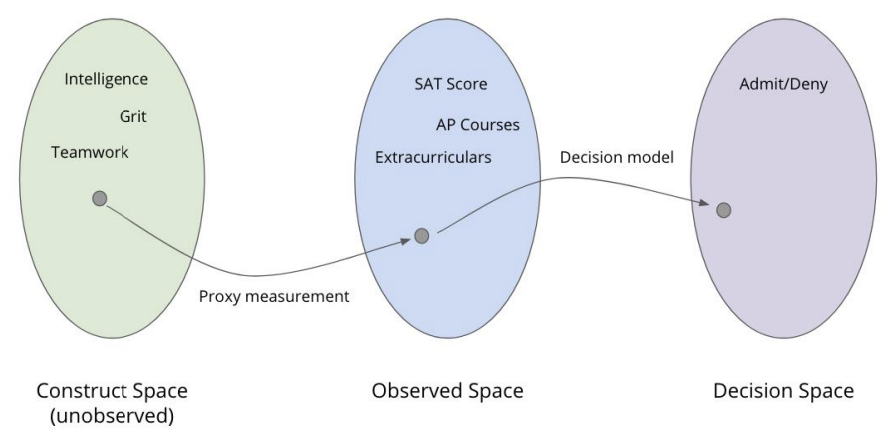 Intelligence
Grit
Teamwork
SAT Score
AP Courses
Extracurriculars
Admit/Deny
Proxy measurement
Decision model
Construct Space
(unobserved)
Observed Space
Decision Space